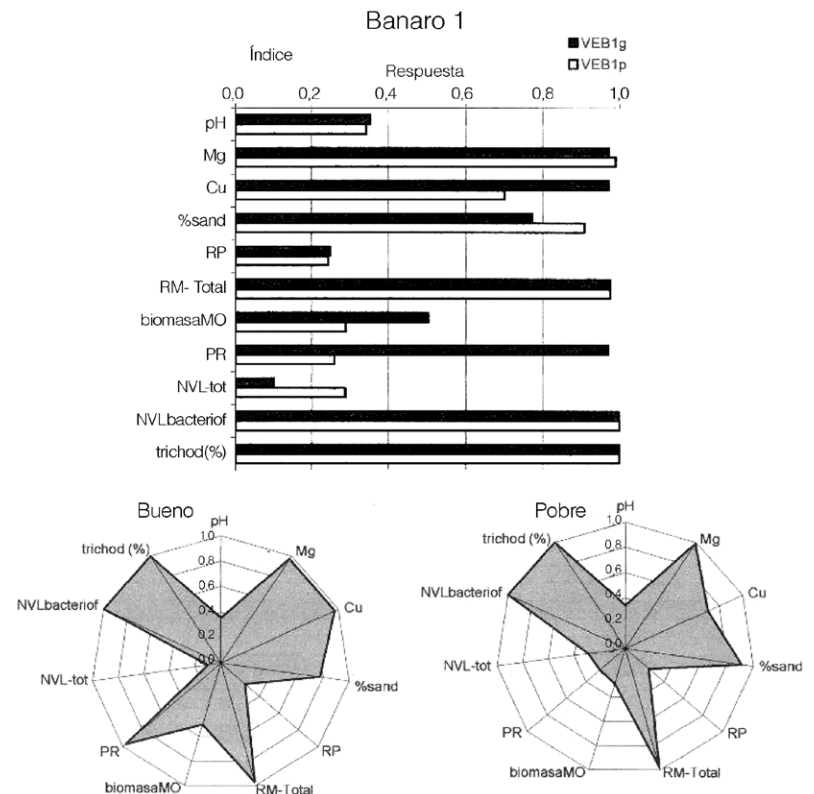 Banaro 1
VEB1g
VEB1p
Índice
Respuesta
0,0 0,2 0,4 0,6 0,8 1,0
pH
Mg
Cu
%sand
RP
RM- Total
biomasaMO
PR
NVL-tot
NVLbacteriof
trichod(%)
Bueno
pH
1,0
0,8
0,6
0,4
0,2
0,0
trichod (%)
Mg
NVLbacteriof
Cu
NVL-tot
%sand
PR
RP
biomasaMO
RM-Total
Pobre
pH
1,0
0,8
0,6
0,4
0,2
0,0
trichod (%)
Mg
NVLbacteriof
Cu
NVL-tot
%sand
PR
RP
biomasaMO
RM-Total